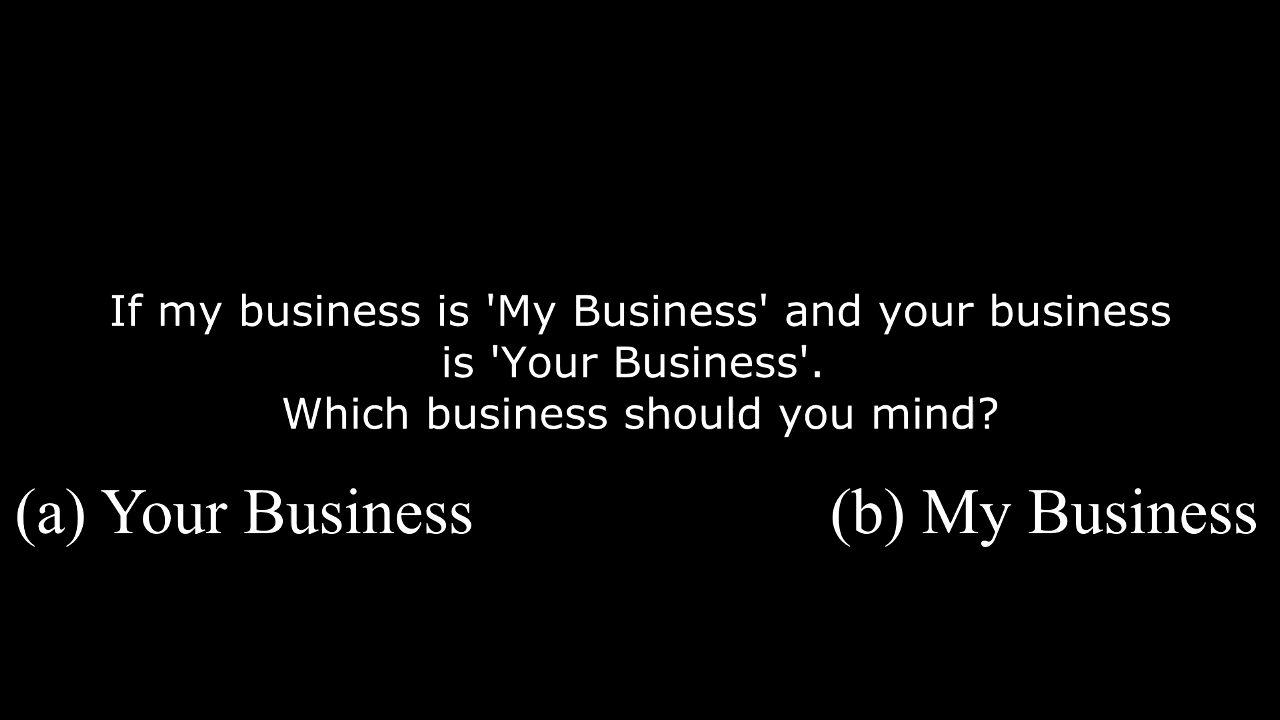 If my business is 'My Business' and your business
is 'Your Business'.
Which business should you mind?
(a) Your Business
(b) My Business